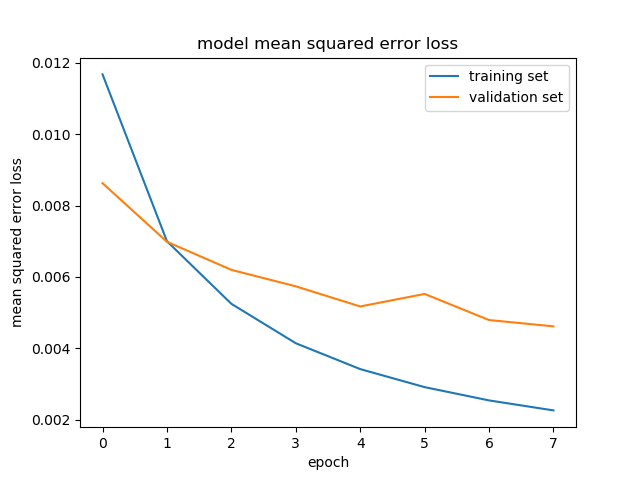 model mean squared error loss
training set
validation set
mean squared error loss
0.012
0.010
0.008
0.006
0.004
0.002
0 1 2 3 4 5 6 7
epoch